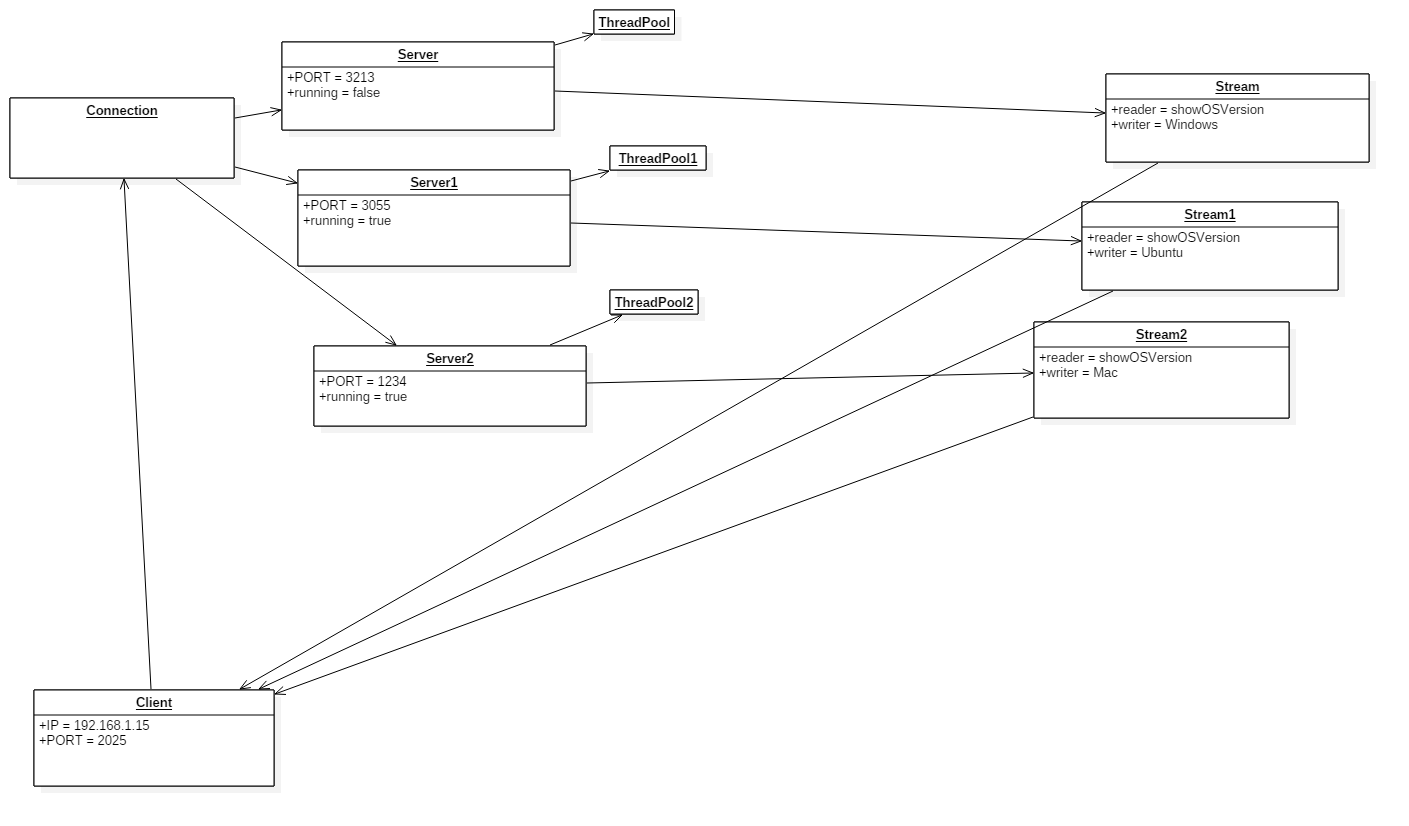 ThreadPool
Server
+PORT = 3213
+running = false
Stream
+reader = showOSVersion
+writer = Windows
Connection
ThreadPool1
Server1
+PORT = 3055
+running = true
Stream1
+reader = showOSVersion
+writer = Ubuntu
ThreadPool2
Server2
+PORT = 1234
+running = true
Stream2
+reader = showOSVersion
+writer = Mac
Client
+IP = 192.168.1.15
+PORT = 2025